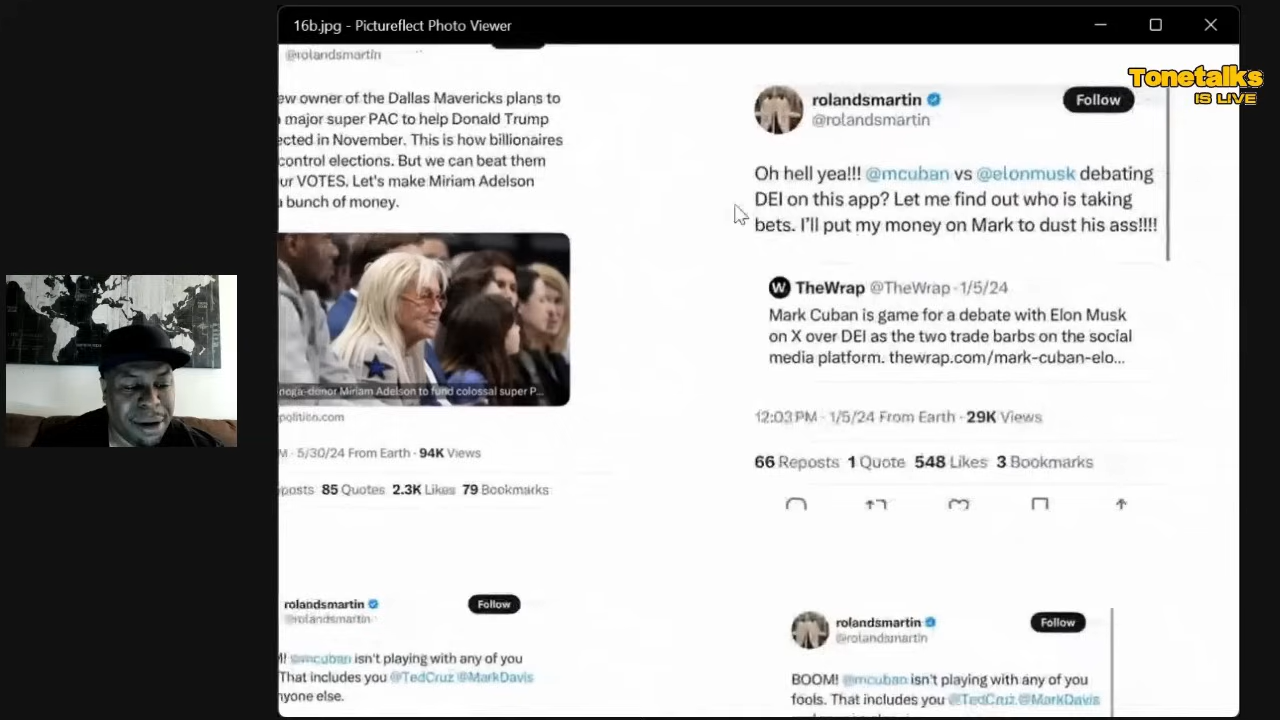 16b.jpg - Pictureflect Photo Viewer
Tonetalks
IS LIVE
@rolandsmartin
ew owner of the Dallas Mavericks plans to
major super PAC to help Donald Trump
ected in November. This is how billionaires
control elections. But we can beat them
ur VOTES. Let's make Miriam Adelson
bunch of money.
ega-donor Miriam Adelson to fund colossal super P...
politico.com
M · 5/30/24 From Earth · 94K Views
posts 85 Quotes 2.3K Likes 79 Bookmarks
rolandsmartin
Follow
@rolandsmartin
M! @mcuban isn't playing with any of you
That includes you @TedCruz @MarkDavis
nyone else.
rolandsmartin
Follow
@rolandsmartin
Oh hell yea!!! @mcuban vs @elonmusk debating
DEI on this app? Let me find out who is taking
bets. I'll put my money on Mark to dust his ass!!!!
W TheWrap @TheWrap · 1/5/24
Mark Cuban is game for a debate with Elon Musk
on X over DEI as the two trade barbs on the social
media platform. thewrap.com/mark-cuban-elo...
12:03 PM · 1/5/24 From Earth · 29K Views
66 Reposts 1 Quote 548 Likes 3 Bookmarks
rolandsmartin
Follow
@rolandsmartin
BOOM! @mcuban isn't playing with any of you
fools. That includes you @TedCruz @MarkDavis